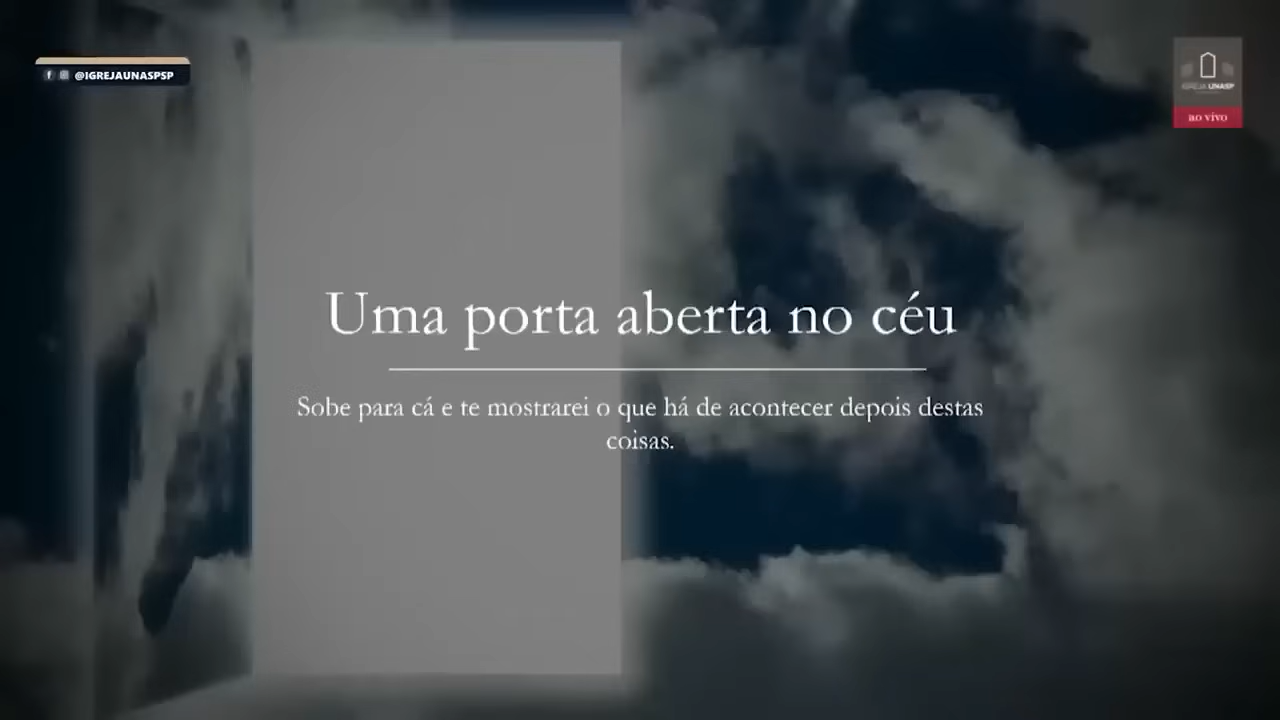 @IGREJAUNASPSP
IGREJA UNASP
ao vivo
Uma porta aberta no céu
Sobe para cá e te mostrarei o que há de acontecer depois destas
coisas.